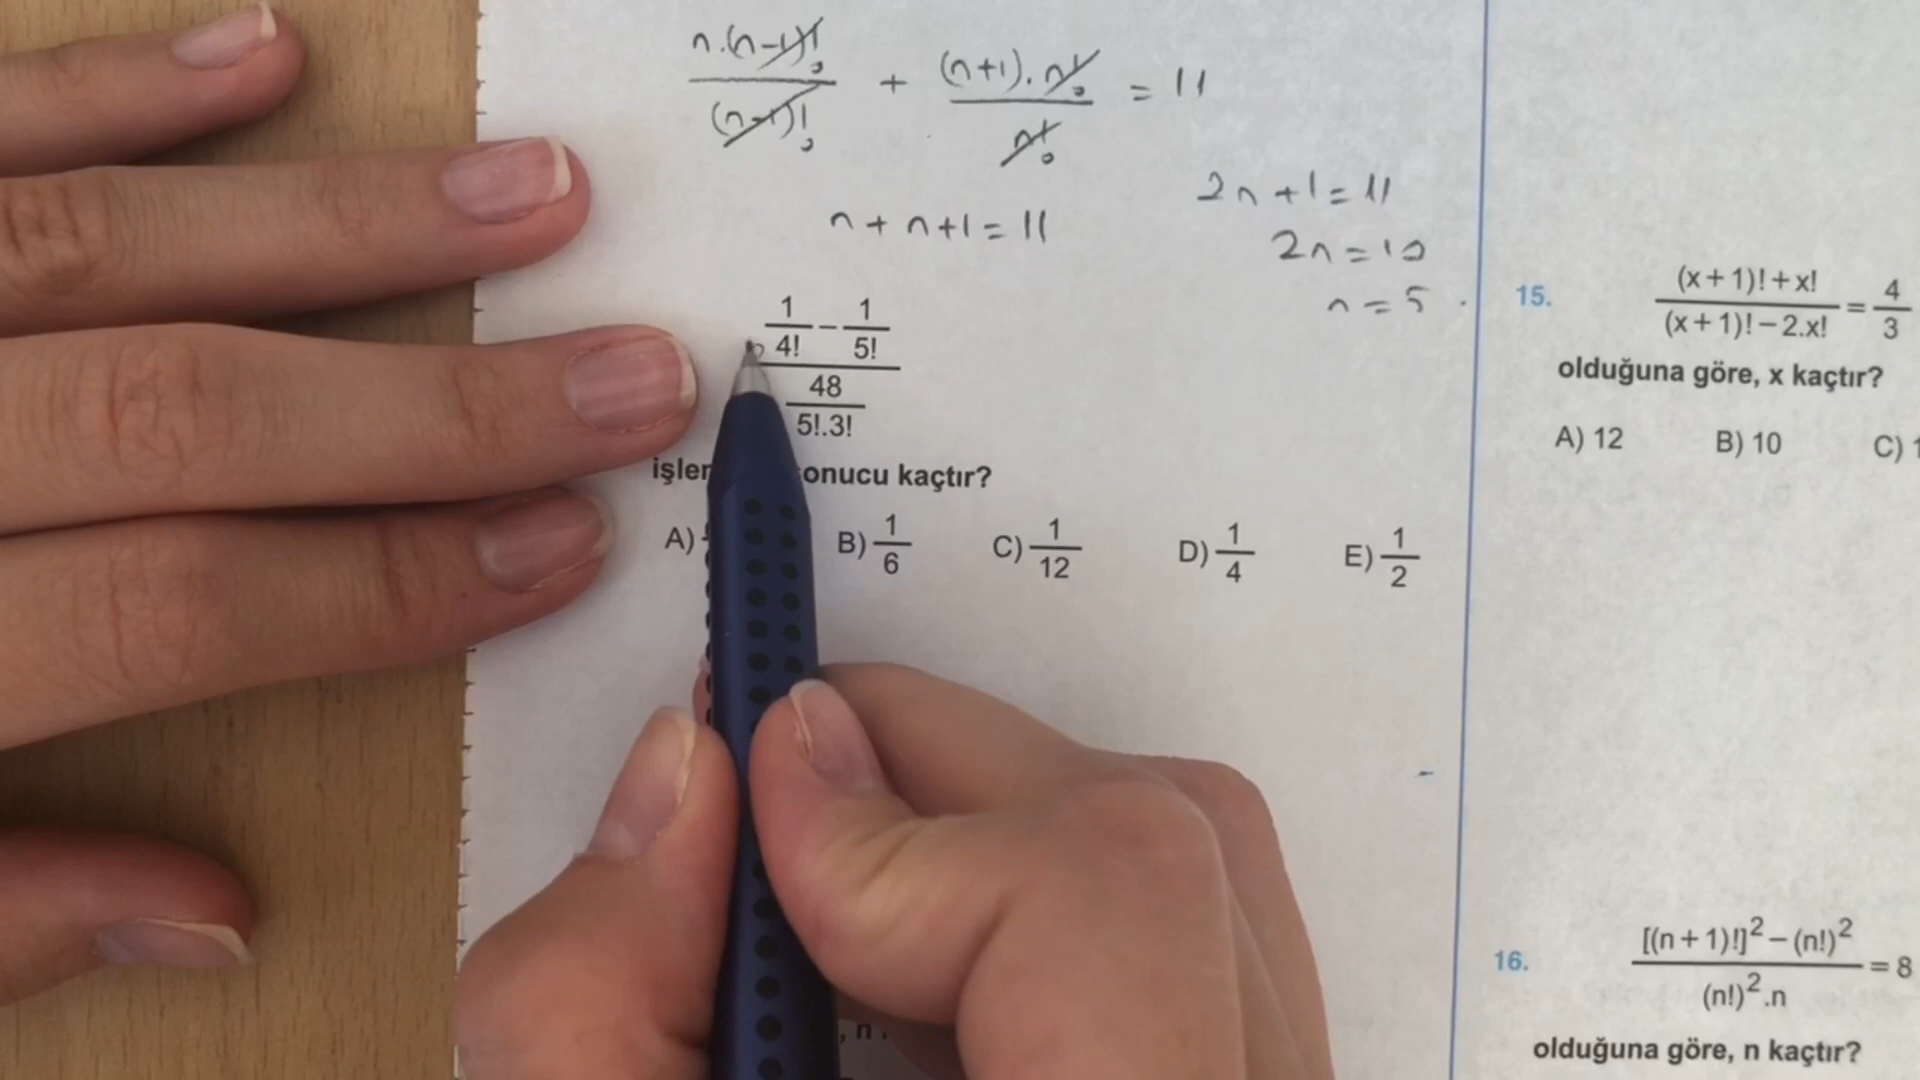 n.(n-1)! / (n-1)! + (n+1).n! / n! = 11
n + n+1 = 11
2n+1 = 11
2n = 10
n = 5
1/4! - 1/5!
48 / 5!.3!
işlem onucu kaçtır?
A) B) 1/6 C) 1/12 D) 1/4 E) 1/2
15. (x+1)!+x! / (x+1)!-2.x! = 4/3
olduğuna göre, x kaçtır?
A) 12 B) 10 C) 1
16. [(n+1)!]² - (n!)² / (n!)².n = 8
olduğuna göre, n kaçtır?
, n .